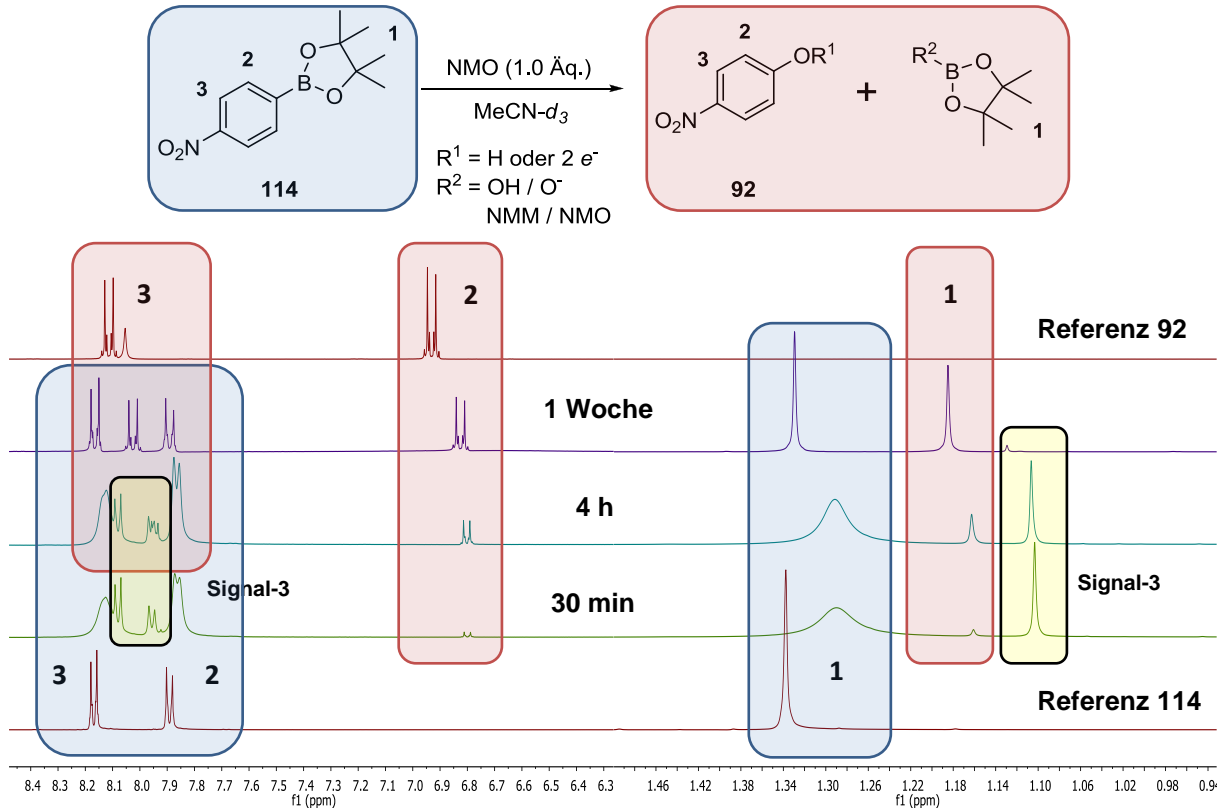 1
2
3
O
B
O
O₂N
114
NMO (1.0 Äq.)
MeCN-d₃
R¹ = H oder 2 e⁻
R² = OH / O⁻
NMM / NMO
2
3
OR¹
O₂N
92
+
R²
B
O
O
1
3
2
1
Referenz 92
1 Woche
4 h
Signal-3
Signal-3
30 min
3
2
1
Referenz 114
8.4 8.3 8.2 8.1 8.0 7.9 7.8 7.7 7.6 7.5 7.4 7.3 7.2 7.1 7.0 6.9 6.8 6.7 6.6 6.5 6.4 6.3
f1 (ppm)
1.46 1.42 1.38 1.34 1.30 1.26 1.22 1.18 1.14 1.10 1.06 1.02 0.98 0.94
f1 (ppm)